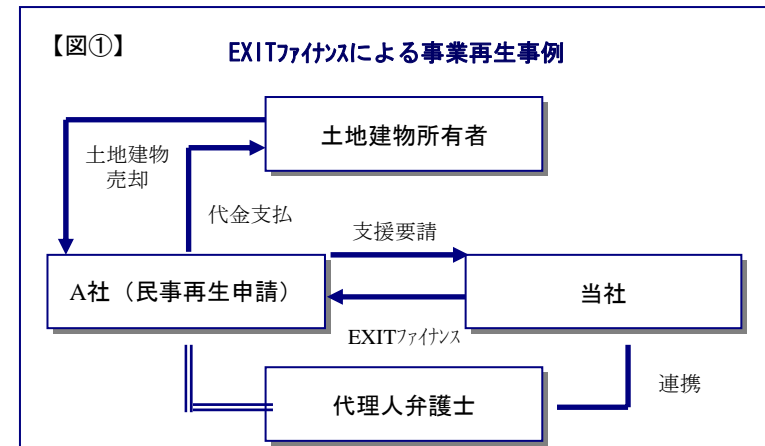 【図①】
EXITファイナンスによる事業再生事例
土地建物所有者
土地建物
売却
代金支払
支援要請
A社（民事再生申請）
当社
EXITファイナンス
代理人弁護士
連携